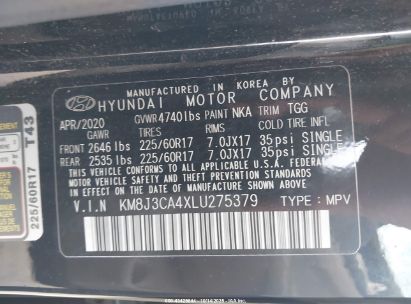 MANUFACTURED IN KOREA BY
HYUNDAI MOTOR COMPANY
APR/2020 GVWR 4740lbs PAINT NKA TRIM TGG
GAWR TIRES RIMS COLD TIRE INFL
FRONT 2646 lbs 225/60R17 7.0JX17 35psi SINGLE
REAR 2535 lbs 225/60R17 7.0JX17 35psi SINGLE
THIS VEHICLE CONFORMS TO ALL APPLICABLE U.S.A. FEDERAL
MOTOR VEHICLE SAFETY, BUMPER, AND THEFT PREVENTION STANDARDS
IN EFFECT ON THE DATE OF MANUFACTURE SHOWN ABOVE.
V.I.N KM8J3CA4XLU275379 TYPE : MPV
225/60R17 T43